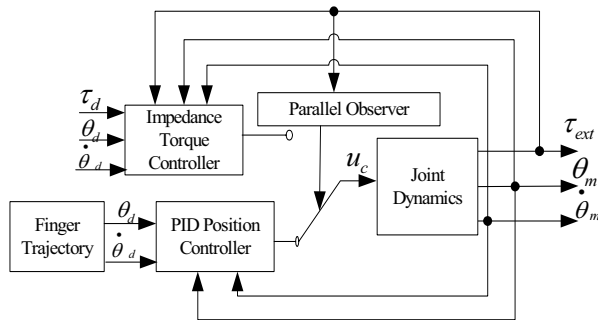 τ_d
θ_d
θ̇_d
Impedance
Torque
Controller
Parallel Observer
u_c
Joint
Dynamics
τ_ext
θ_m
θ̇_m
Finger
Trajectory
θ_d
θ̇_d
PID Position
Controller